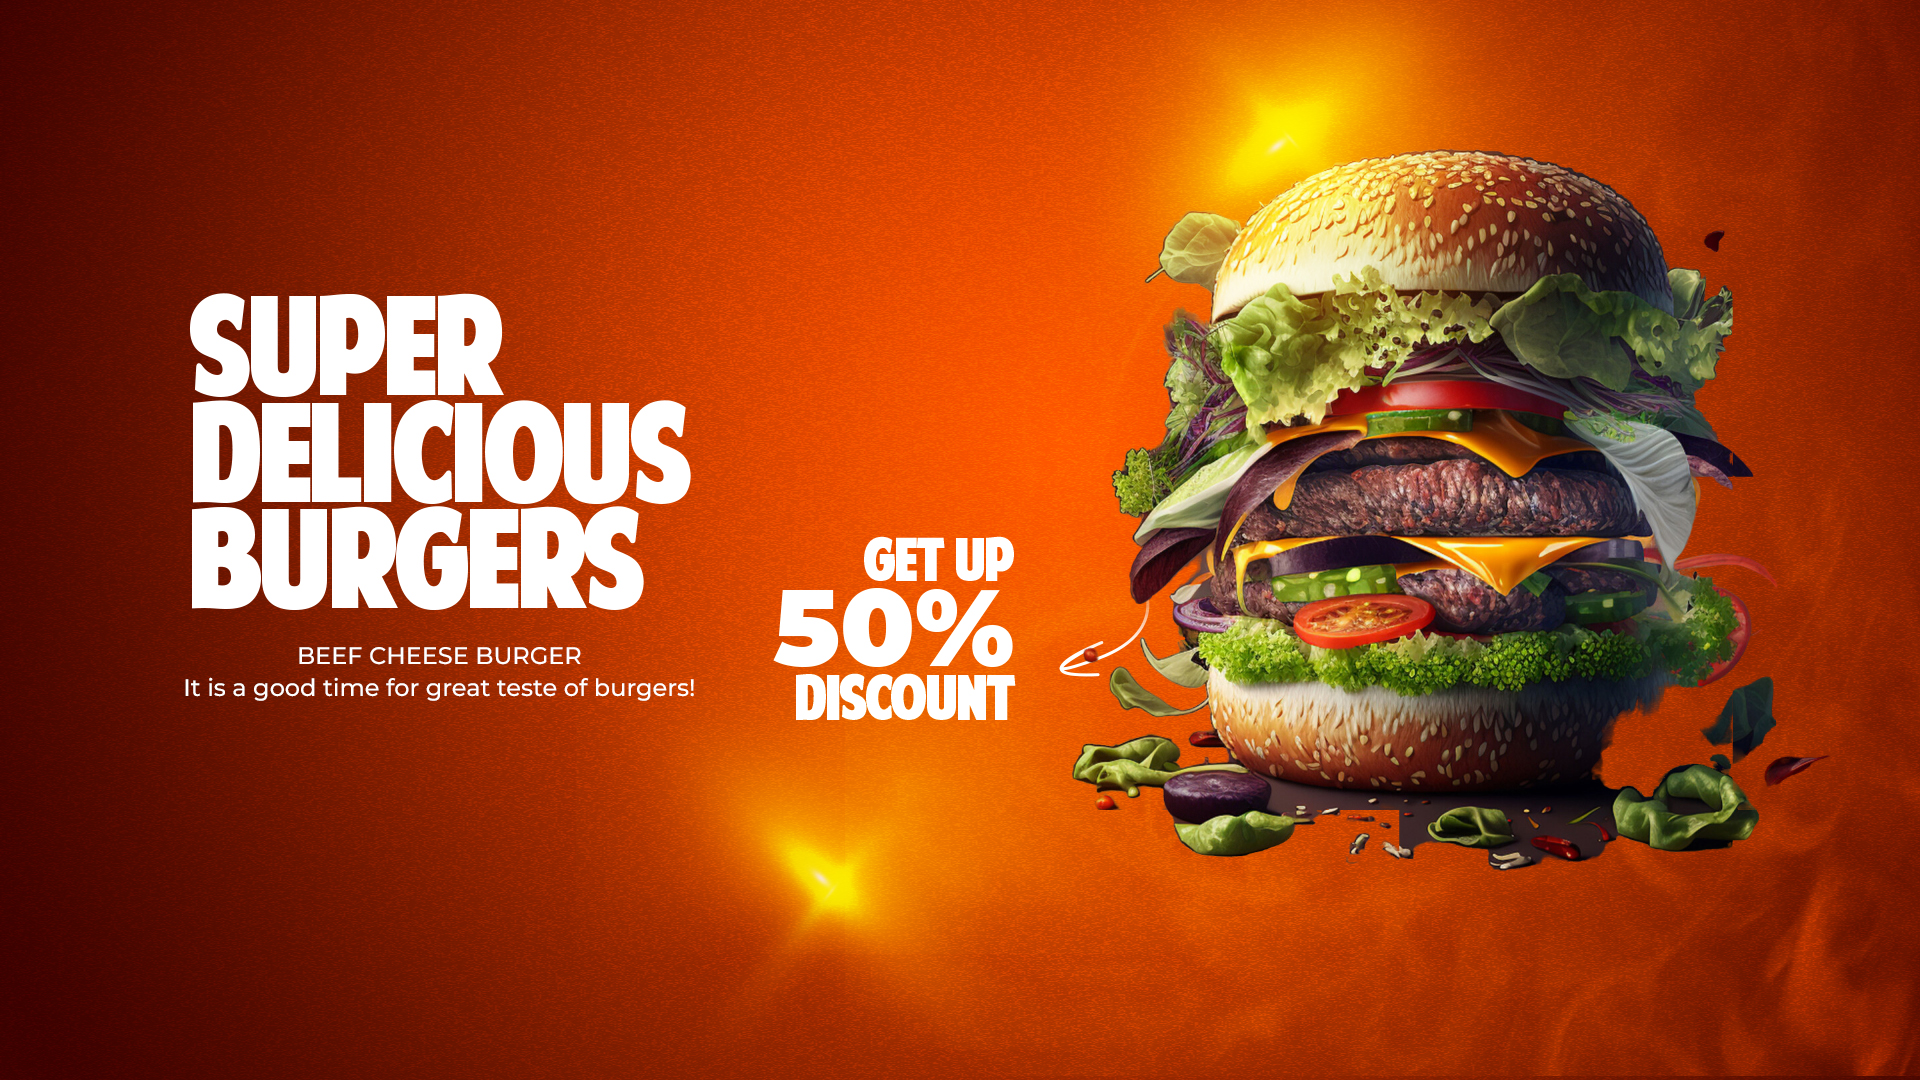 SUPER
DELICIOUS
BURGERS
BEEF CHEESE BURGER
It is a good time for great teste of burgers!
GET UP
50%
DISCOUNT